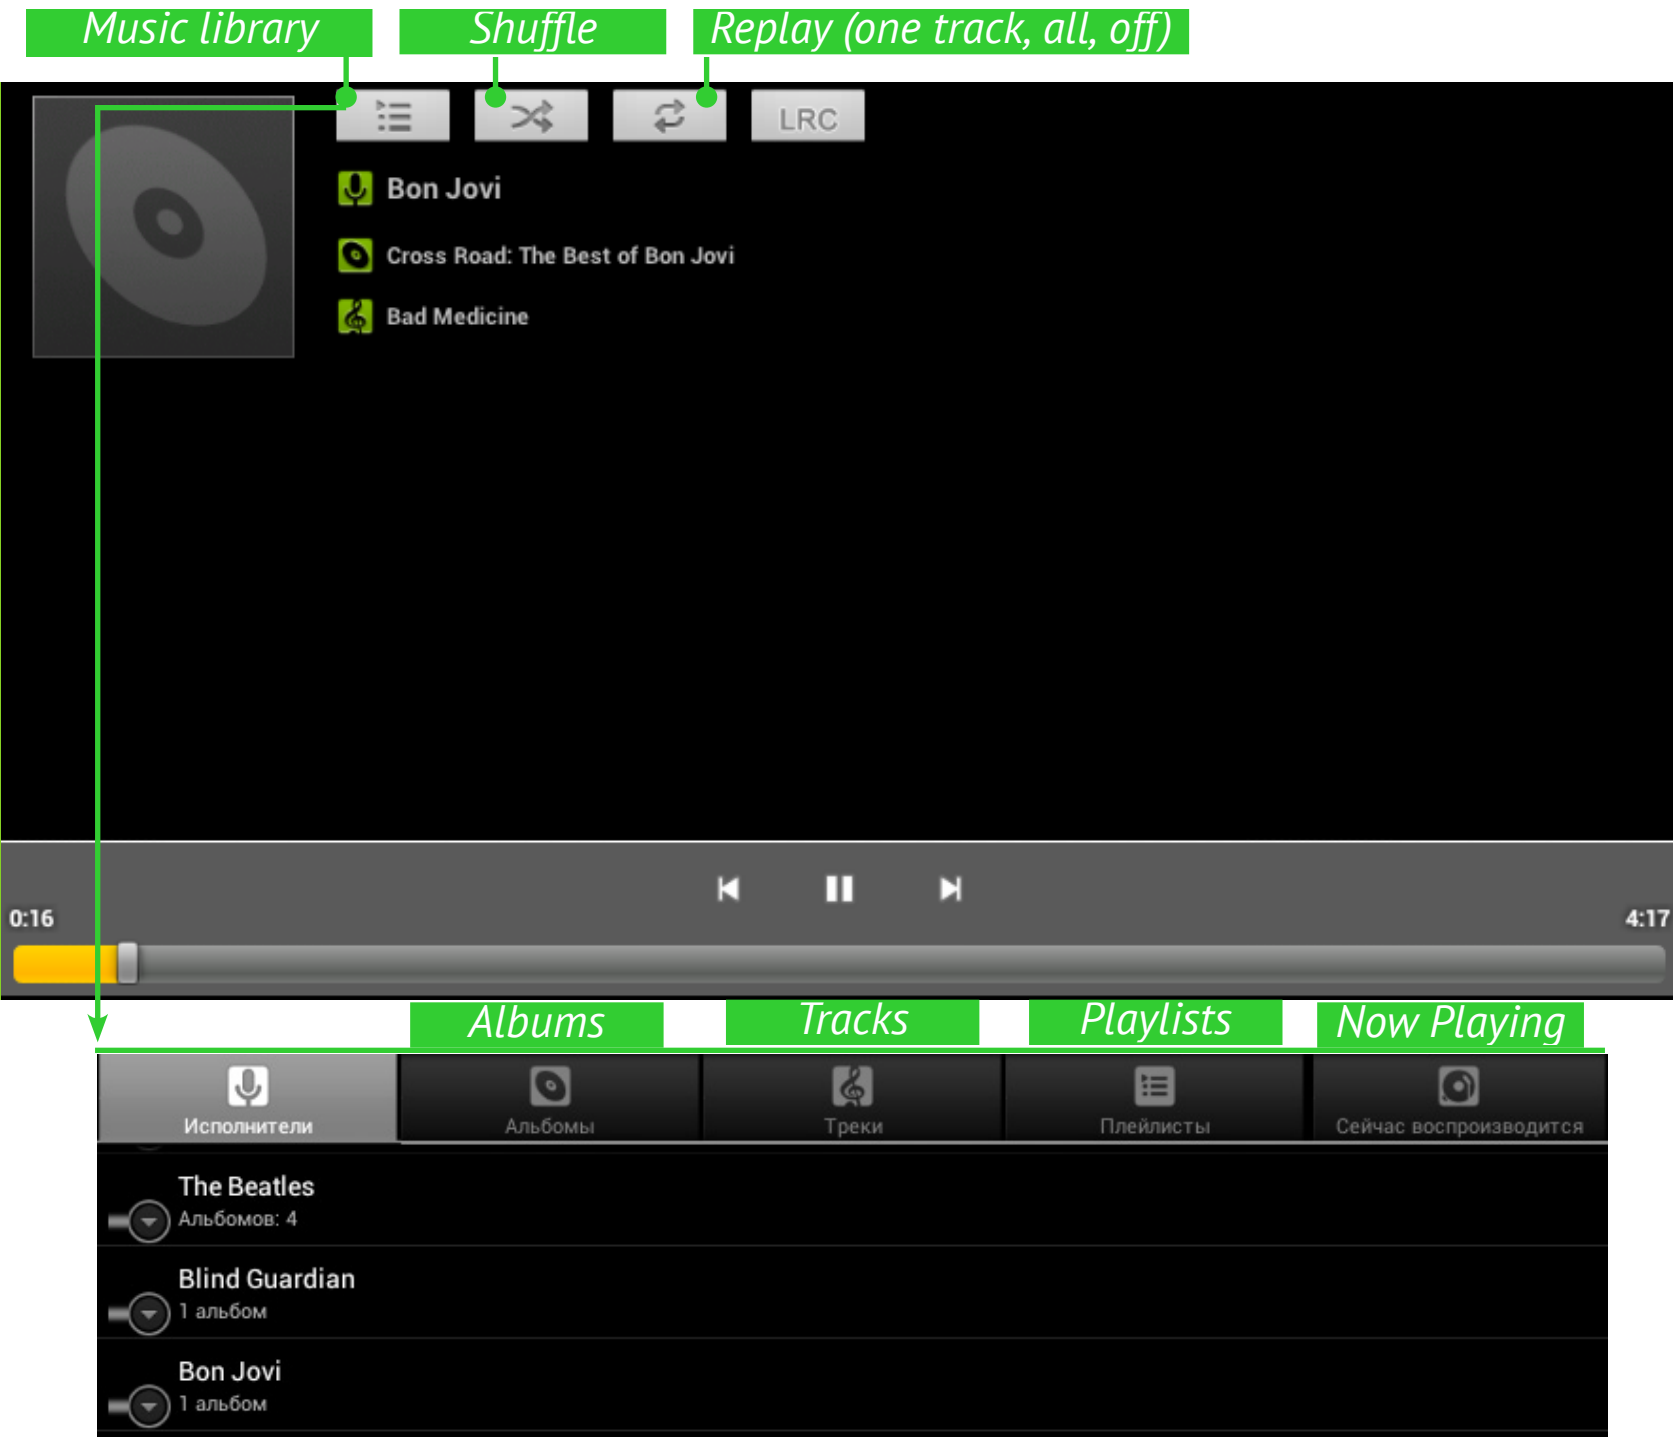 Music library
Shuffle
Replay (one track, all, off)
LRC
Bon Jovi
Cross Road: The Best of Bon Jovi
Bad Medicine
0:16
4:17
Albums
Tracks
Playlists
Now Playing
Исполнители
Альбомы
Треки
Плейлисты
Сейчас воспроизводится
The Beatles
Альбомов: 4
Blind Guardian
1 альбом
Bon Jovi
1 альбом